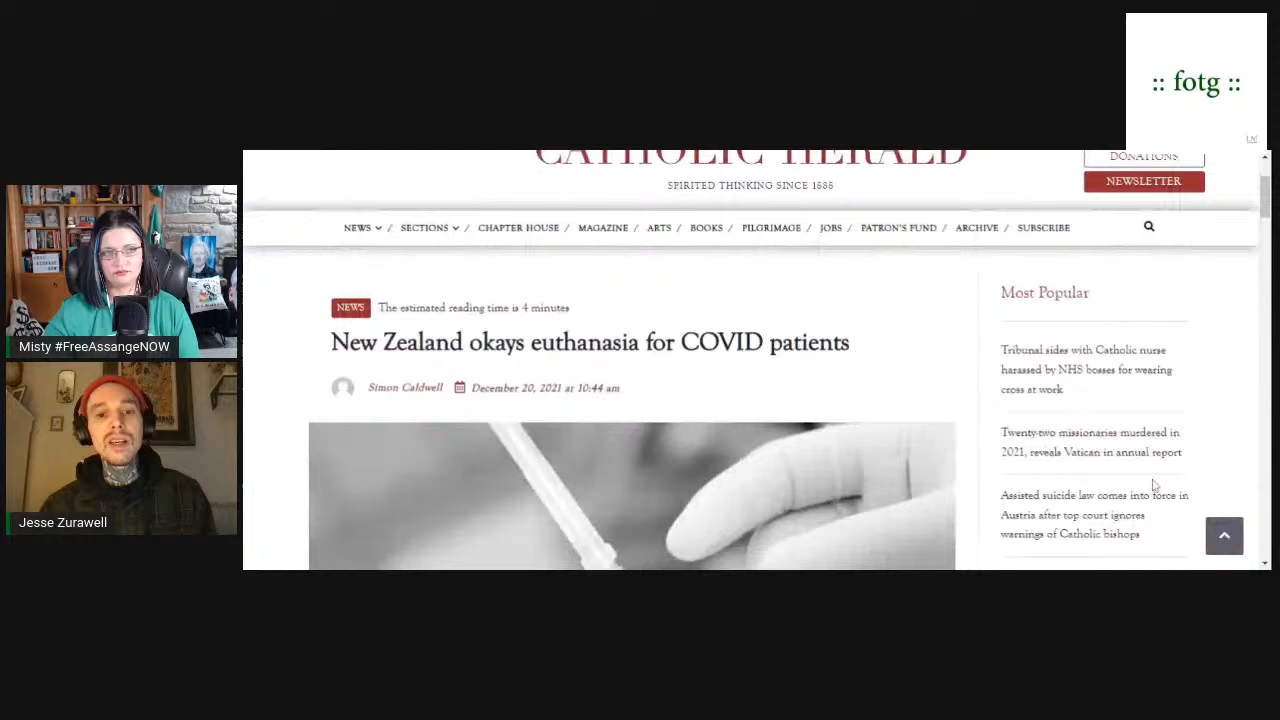 :: fotg ::
CATHOLIC HERALD
SPIRITED THINKING SINCE 1888
DONATIONS
NEWSLETTER
NEWS / SECTIONS / CHAPTER HOUSE / MAGAZINE / ARTS / BOOKS / PILGRIMAGE / JOBS / PATRON'S FUND / ARCHIVE / SUBSCRIBE
NEWS The estimated reading time is 4 minutes
New Zealand okays euthanasia for COVID patients
Simon Caldwell December 20, 2021 at 10:44 am
Most Popular
Tribunal sides with Catholic nurse
harassed by NHS bosses for wearing
cross at work
Twenty-two missionaries murdered in
2021, reveals Vatican in annual report
Assisted suicide law comes into force in
Austria after top court ignores
warnings of Catholic bishops
Misty #FreeAssangeNOW
Jesse Zurawell